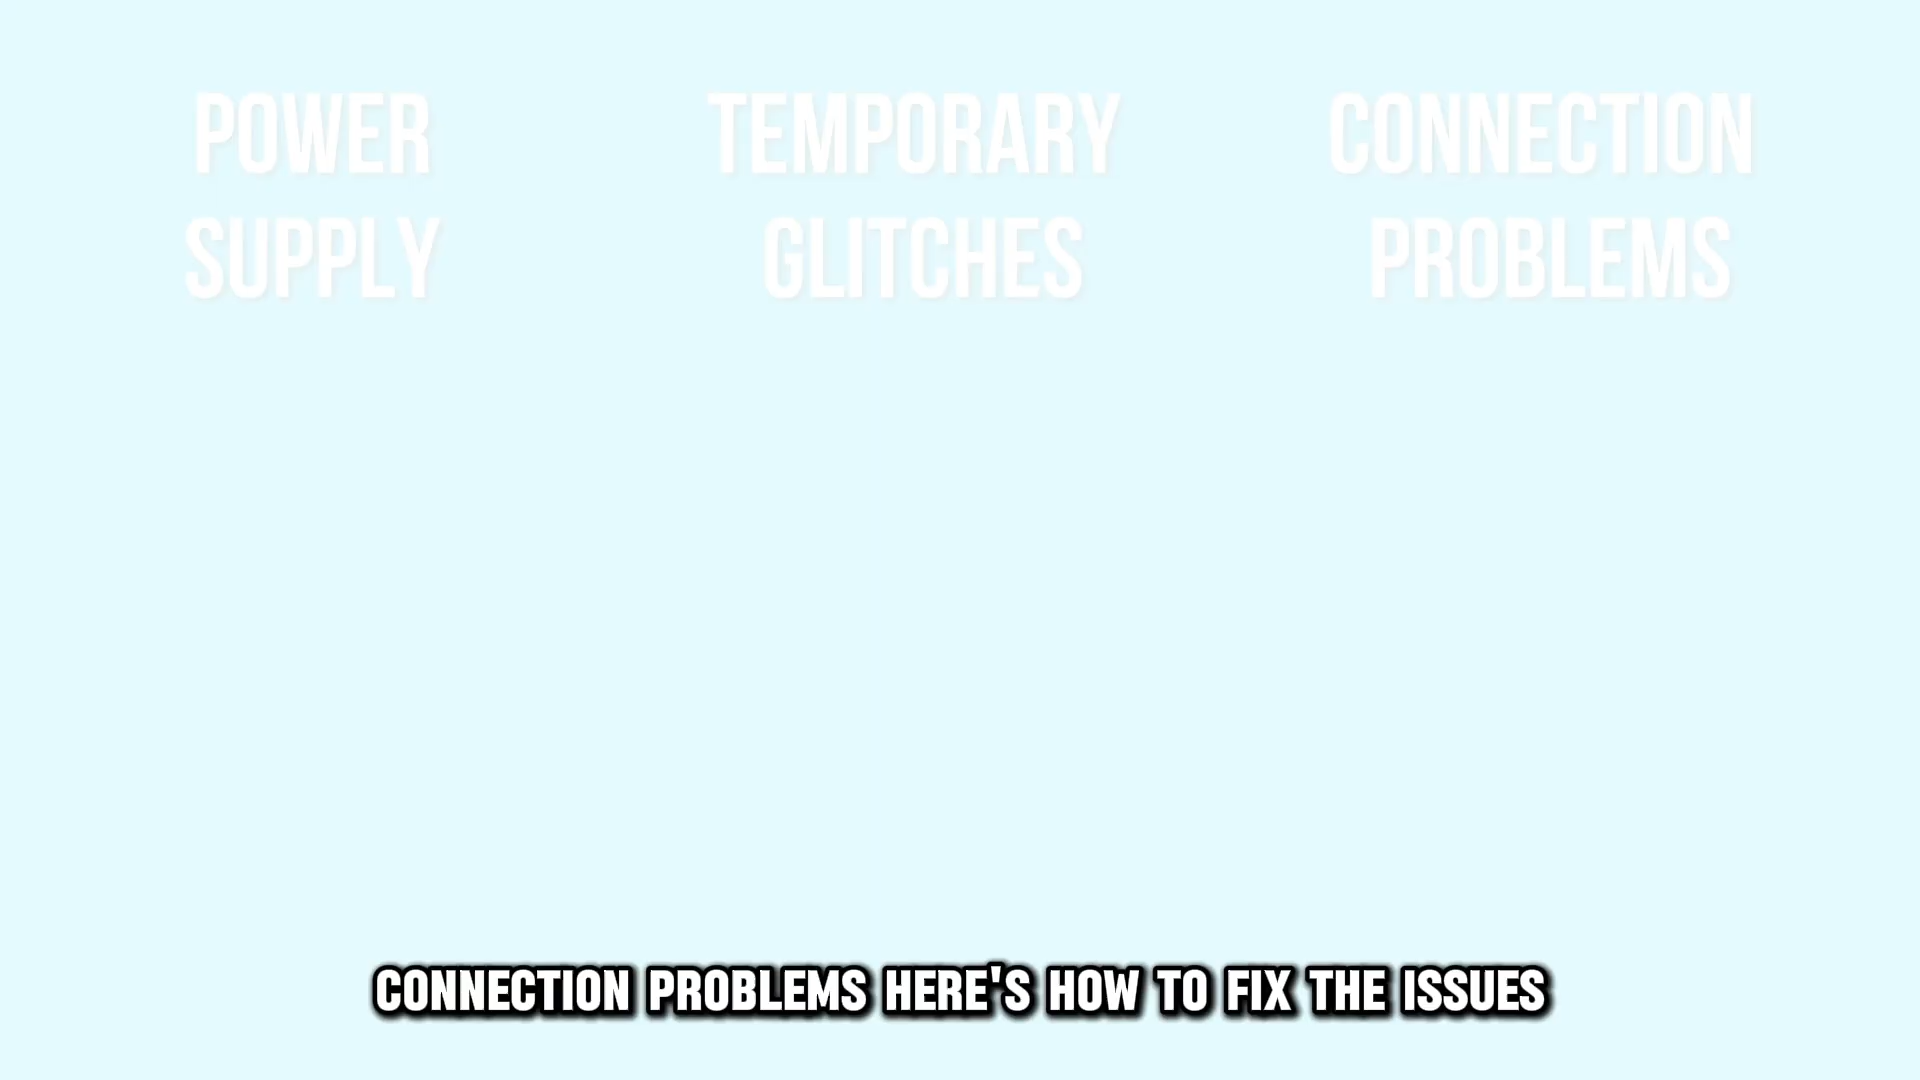 POWER
SUPPLY
TEMPORARY
GLITCHES
CONNECTION
PROBLEMS
CONNECTION PROBLEMS HERE'S HOW TO FIX THE ISSUES